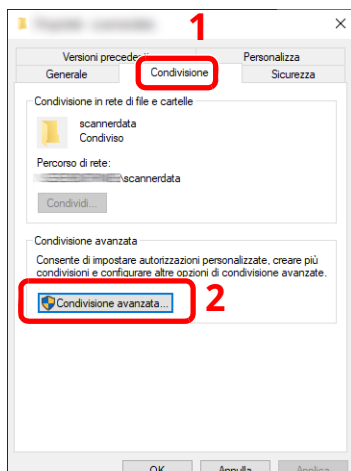 1
Versioni prece
Personalizza
Generale
Condivisione
Sicurezza
Condivisione in rete di file e cartelle
scannerdata
Condiviso
Percorso di rete:
\scannerdata
Condividi...
Condivisione avanzata
Consente di impostare autorizzazioni personalizzate, creare più
condivisioni e configurare altre opzioni di condivisione avanzate.
Condivisione avanzata...
2
OK
Annulla
Applica